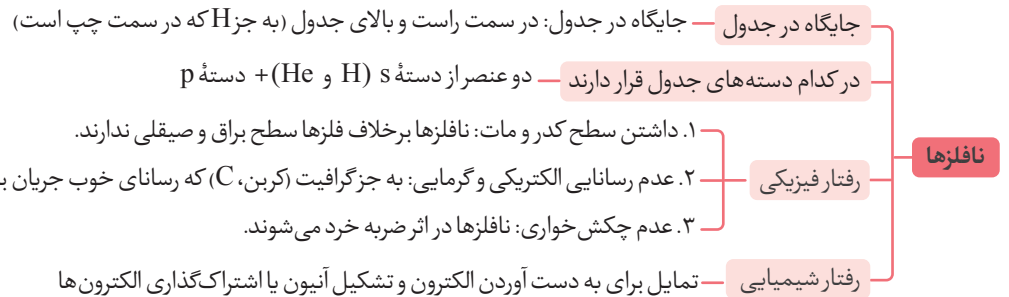 نافلزها
جایگاه در جدول
جایگاه در جدول: در سمت راست و بالای جدول (به جز H که در سمت چپ است)
در کدام دسته‌های جدول قرار دارند
دو عنصر از دستهٔ s (H و He) + دستهٔ p
رفتار فیزیکی
۱. داشتن سطح کدر و مات: نافلزها برخلاف فلزها سطح براق و صیقلی ندارند.
۲. عدم رسانایی الکتریکی و گرمایی: به جز گرافیت (کربن، C) که رسانای خوب جریان
۳. عدم چکش‌خواری: نافلزها در اثر ضربه خرد می‌شوند.
رفتار شیمیایی
تمایل برای به دست آوردن الکترون و تشکیل آنیون یا اشتراک‌گذاری الکترون‌ها